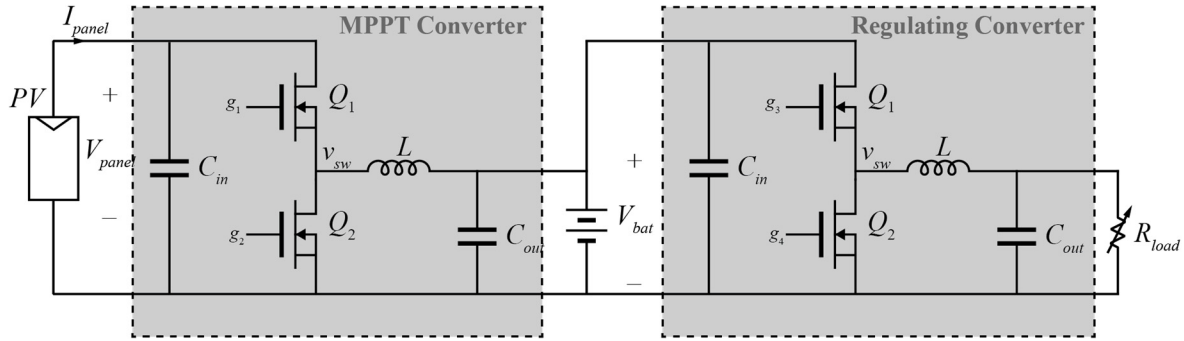 I_panel
MPPT Converter
Regulating Converter
PV
+
V_panel
−
C_in
g_1
Q_1
v_sw
L
g_2
Q_2
C_out
+
V_bat
−
C_in
g_3
Q_1
v_sw
L
g_4
Q_2
C_out
R_load